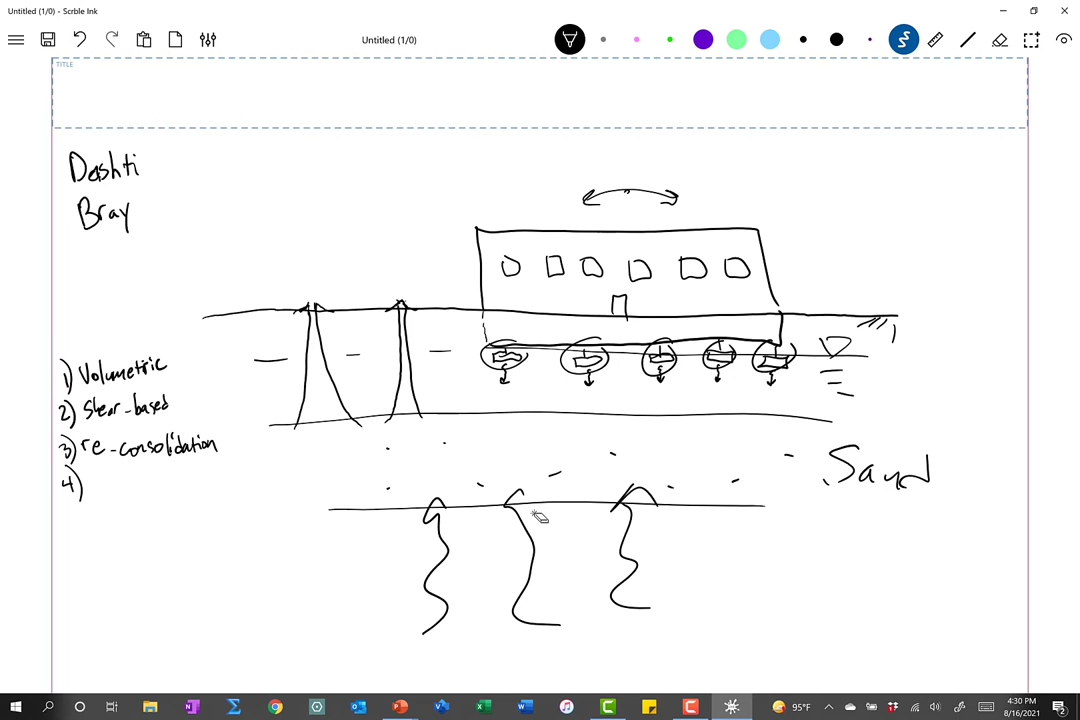 Untitled (1/0) - Scrble Ink
Untitled (1/0)
TITLE
Dashti
Bray
1) Volumetric
2) Shear-based
3) re-consolidation
4)
Sand
95°F
4:30 PM
8/16/2021
2